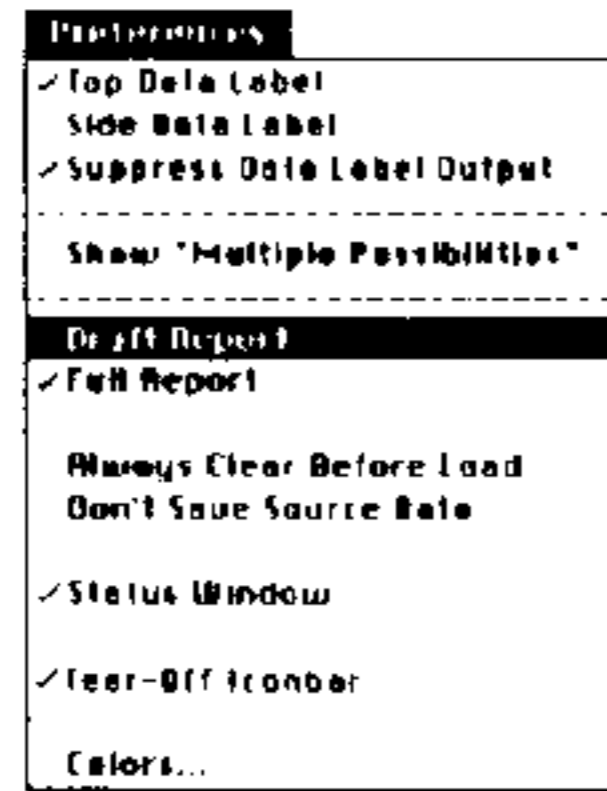 Preferences
✓Top Data Label
Side Data Label
✓Suppress Data Label Output
Show "Multiple Possibilities"
Draft Report
✓Full Report
Always Clear Before Load
Don't Save Source Data
✓Status Window
✓Tear-Off Iconbar
Colors...